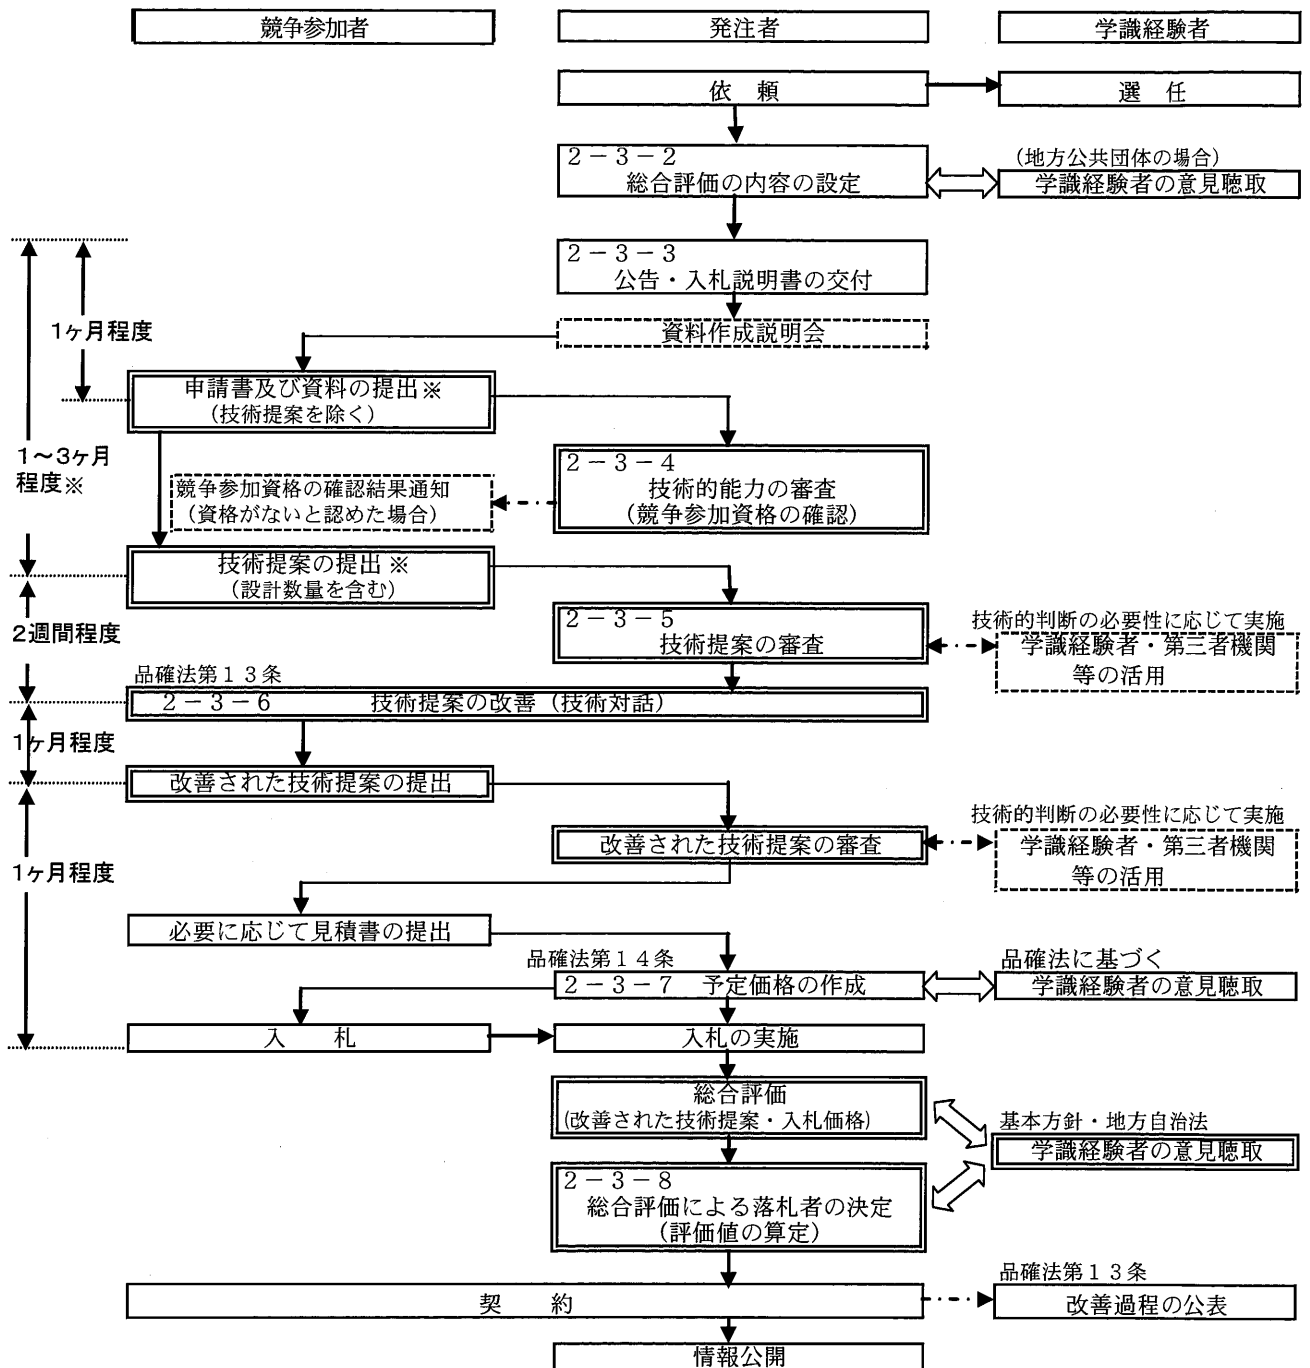 競争参加者
発注者
学識経験者
依　頼
選　任
２－３－２
総合評価の内容の設定
(地方公共団体の場合)
学識経験者の意見聴取
２－３－３
公告・入札説明書の交付
1ヶ月程度
資料作成説明会
申請書及び資料の提出※
(技術提案を除く)
1～3ヶ月
程度※
２－３－４
技術的能力の審査
(競争参加資格の確認)
競争参加資格の確認結果通知
(資格がないと認めた場合)
技術提案の提出※
(設計数量を含む)
2週間程度
２－３－５
技術提案の審査
技術的判断の必要性に応じて実施
学識経験者・第三者機関
等の活用
品確法第１３条
２－３－６　技術提案の改善（技術対話）
1ヶ月程度
改善された技術提案の提出
技術的判断の必要性に応じて実施
改善された技術提案の審査
学識経験者・第三者機関
等の活用
1ヶ月程度
必要に応じて見積書の提出
品確法第１４条
２－３－７　予定価格の作成
品確法に基づく
学識経験者の意見聴取
入　　札
入札の実施
総合評価
(改善された技術提案・入札価格)
基本方針・地方自治法
学識経験者の意見聴取
２－３－８
総合評価による落札者の決定
(評価値の算定)
品確法第１３条
契　　約
改善過程の公表
情報公開